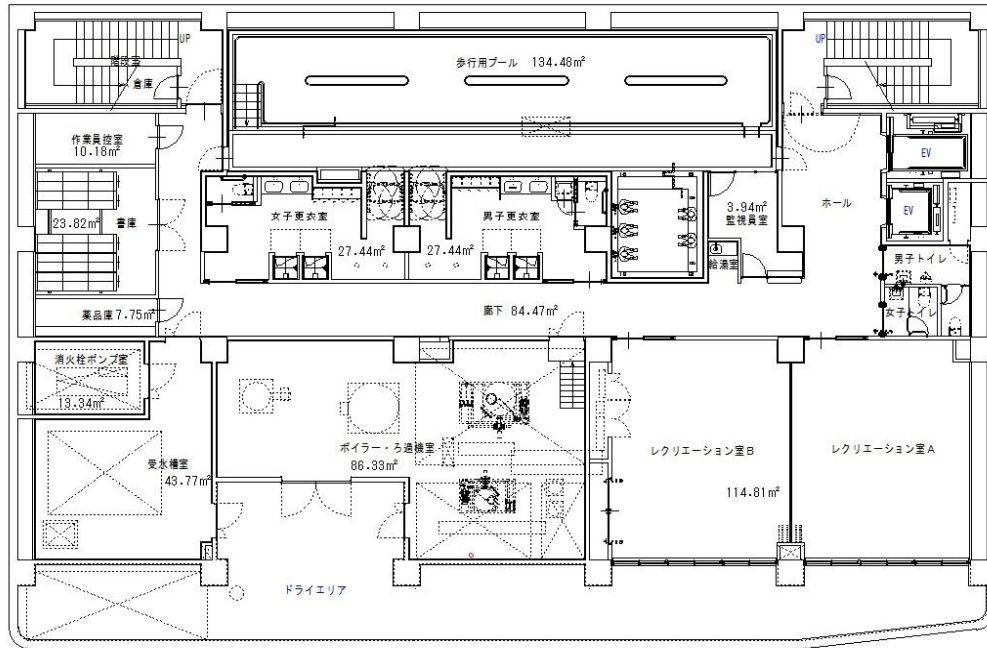 UP
UP
階段室
倉庫
歩行用プール 134.48㎡
作業員控室
10.18㎡
EV
23.82㎡ 書庫
女子更衣室
27.44㎡
男子更衣室
27.44㎡
3.94㎡
監視員室
ホール
EV
給湯室
男子トイレ
女子トイレ
薬品庫7.75㎡
廊下 84.47㎡
消火栓ポンプ室
13.34㎡
ボイラー・ろ過機室
86.33㎡
レクリエーション室B
レクリエーション室A
受水槽室
43.77㎡
114.81㎡
ドライエリア